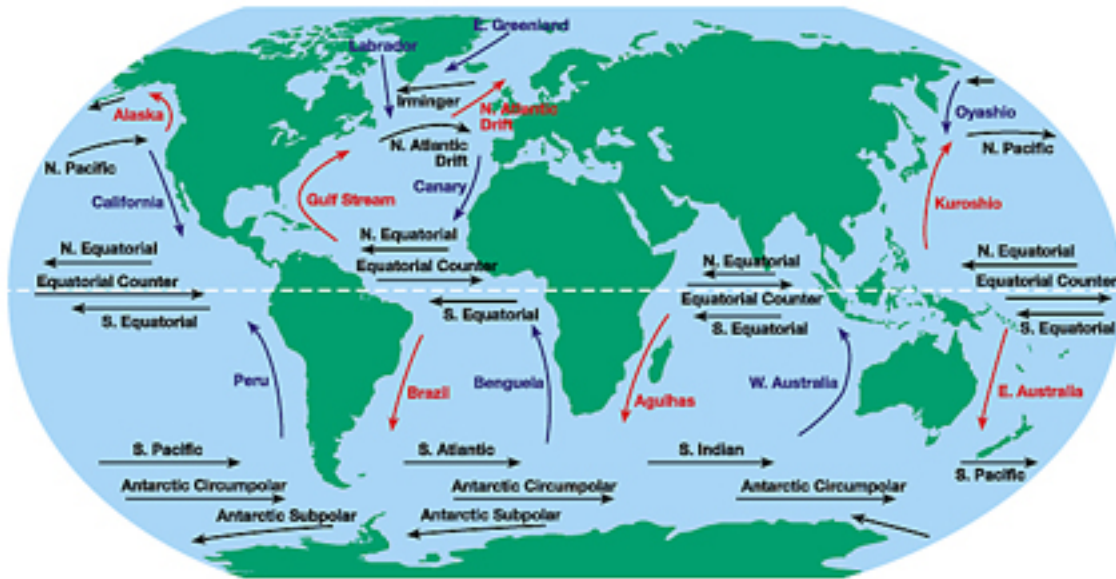 E. Greenland
Labrador
Irminger
Alaska
N. Atlantic
Drift
Oyashio
N. Pacific
N. Atlantic
Drift
N. Pacific
California
Gulf Stream
Canary
Kuroshio
N. Equatorial
N. Equatorial
N. Equatorial
N. Equatorial
Equatorial Counter
Equatorial Counter
Equatorial Counter
Equatorial Counter
S. Equatorial
S. Equatorial
S. Equatorial
S. Equatorial
Peru
Brazil
Benguela
Agulhas
W. Australia
E. Australia
S. Pacific
S. Atlantic
S. Indian
S. Pacific
Antarctic Circumpolar
Antarctic Circumpolar
Antarctic Circumpolar
Antarctic Subpolar
Antarctic Subpolar